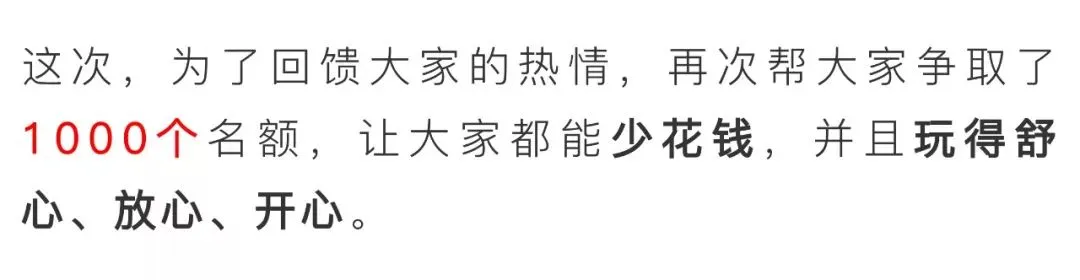 这次，为了回馈大家的热情，再次帮大家争取了
1000个名额，让大家都能少花钱，并且玩得舒
心、放心、开心。